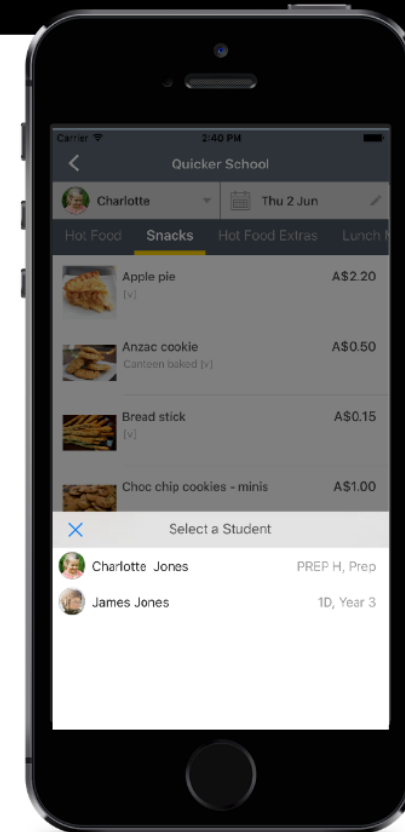 Carrier 2:40 PM
Quicker School
Charlotte Thu 2 Jun
Hot Food Snacks Hot Food Extras Lunch
Apple pie A$2.20
[v]
Anzac cookie A$0.50
Canteen baked [v]
Bread stick A$0.15
[v]
Choc chip cookies - minis A$1.00
Select a Student
Charlotte Jones PREP H, Prep
James Jones 1D, Year 3